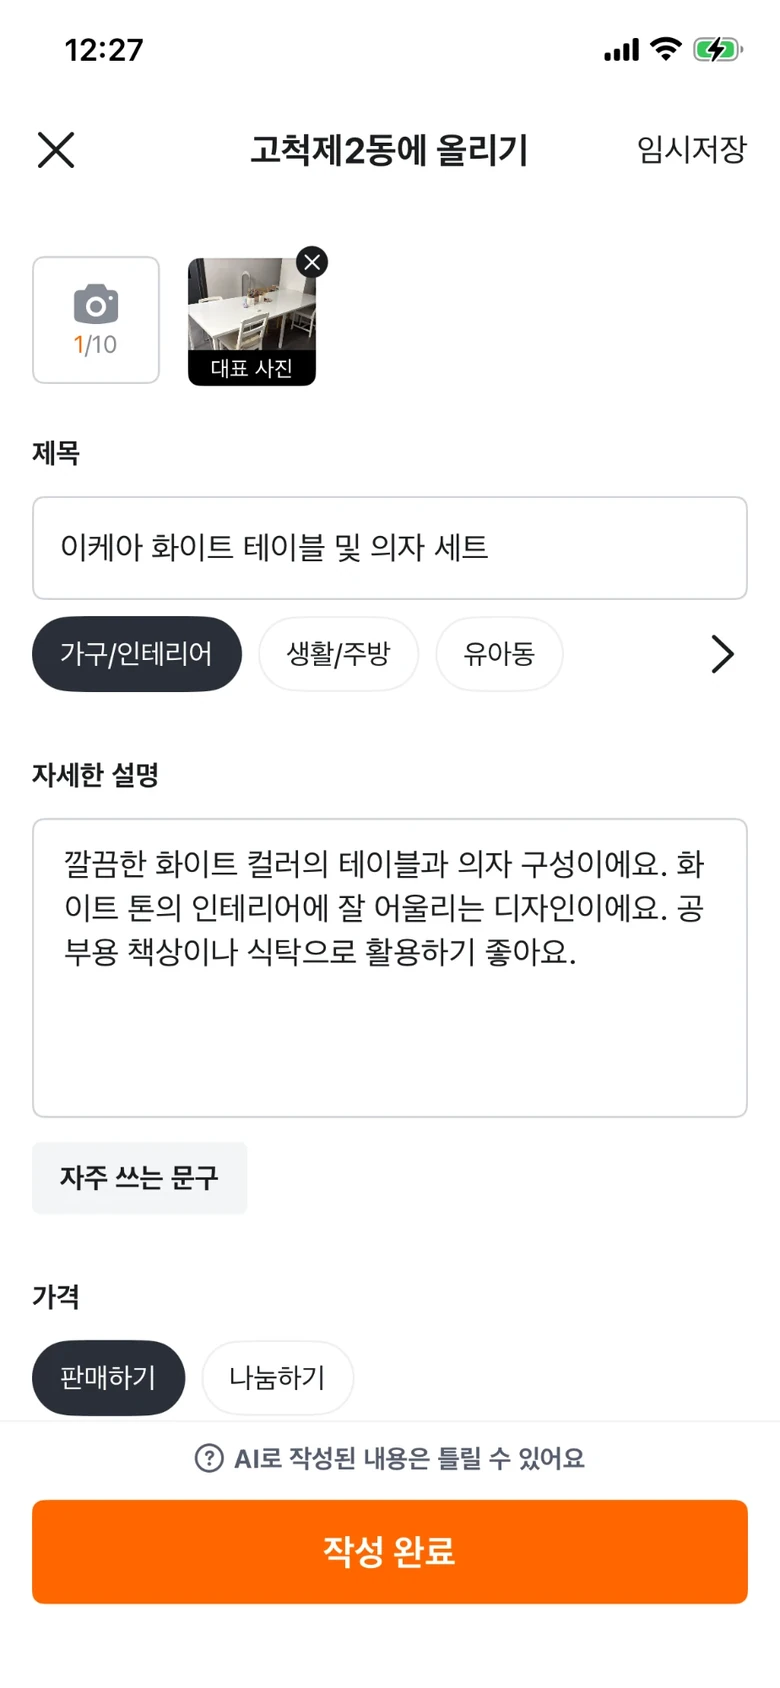 12:27
고척제2동에 올리기
임시저장
1/10
대표 사진
제목
이케아 화이트 테이블 및 의자 세트
가구/인테리어
생활/주방
유아동
자세한 설명
깔끔한 화이트 컬러의 테이블과 의자 구성이에요. 화
이트 톤의 인테리어에 잘 어울리는 디자인이에요. 공
부용 책상이나 식탁으로 활용하기 좋아요.
자주 쓰는 문구
가격
판매하기
나눔하기
? AI로 작성된 내용은 틀릴 수 있어요
작성 완료